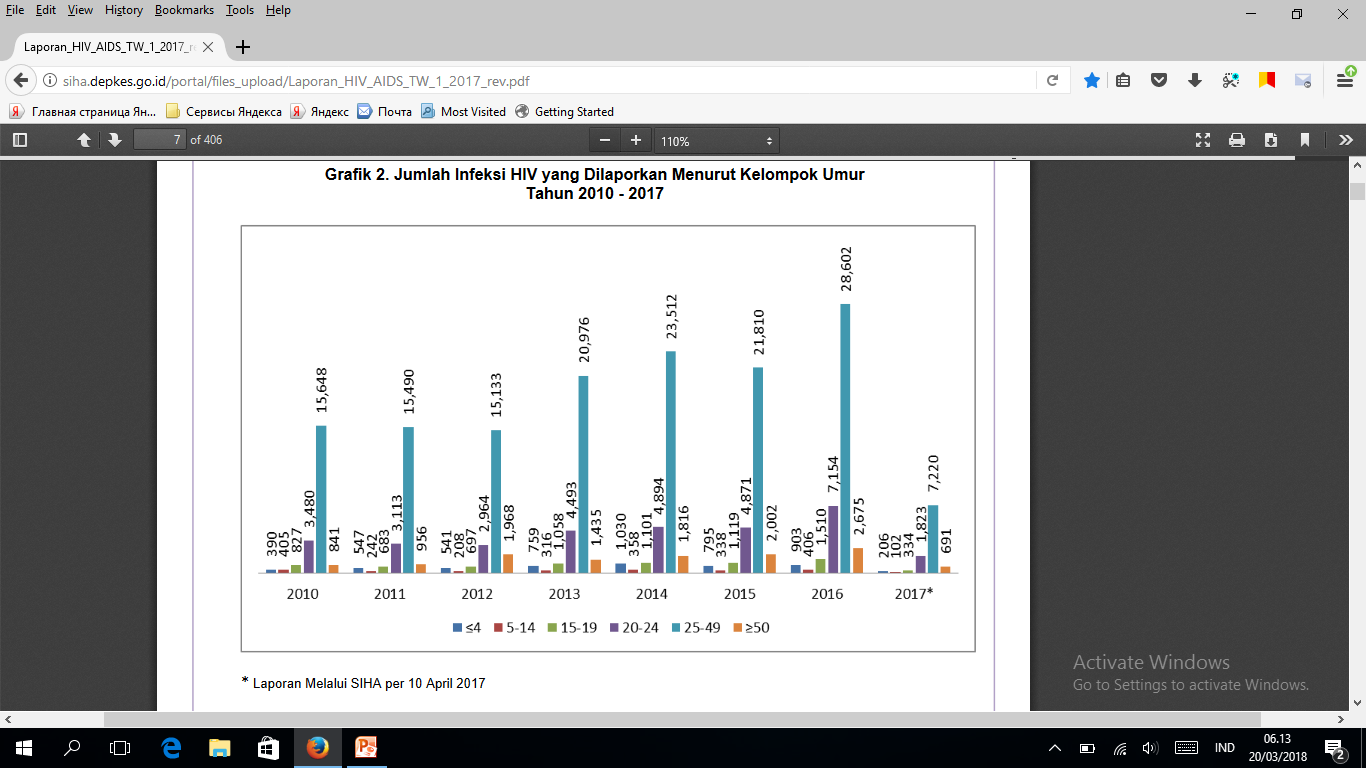 File Edit View History Bookmarks Tools Help
Laporan_HIV_AIDS_TW_1_2017_r
siha.depkes.go.id/portal/files_upload/Laporan_HIV_AIDS_TW_1_2017_rev.pdf
Главная страница Ян... Сервисы Яндекса Яндекс Почта Most Visited Getting Started
7 of 406 110%
Grafik 2. Jumlah Infeksi HIV yang Dilaporkan Menurut Kelompok Umur
Tahun 2010 - 2017
390 405 827 3,480 15,648 841
547 242 683 3,113 15,490 956
541 208 697 2,964 15,133 1,968
759 316 1,058 4,493 20,976 1,435
1,030 358 1,101 4,894 23,512 1,816
795 338 1,119 4,871 21,810 2,002
903 406 1,510 7,154 28,602 2,675
206 102 334 1,823 7,220 691
2010 2011 2012 2013 2014 2015 2016 2017*
≤4 5-14 15-19 20-24 25-49 ≥50
* Laporan Melalui SIHA per 10 April 2017
Activate Windows
Go to Settings to activate Windows.
IND
06.13
20/03/2018
2